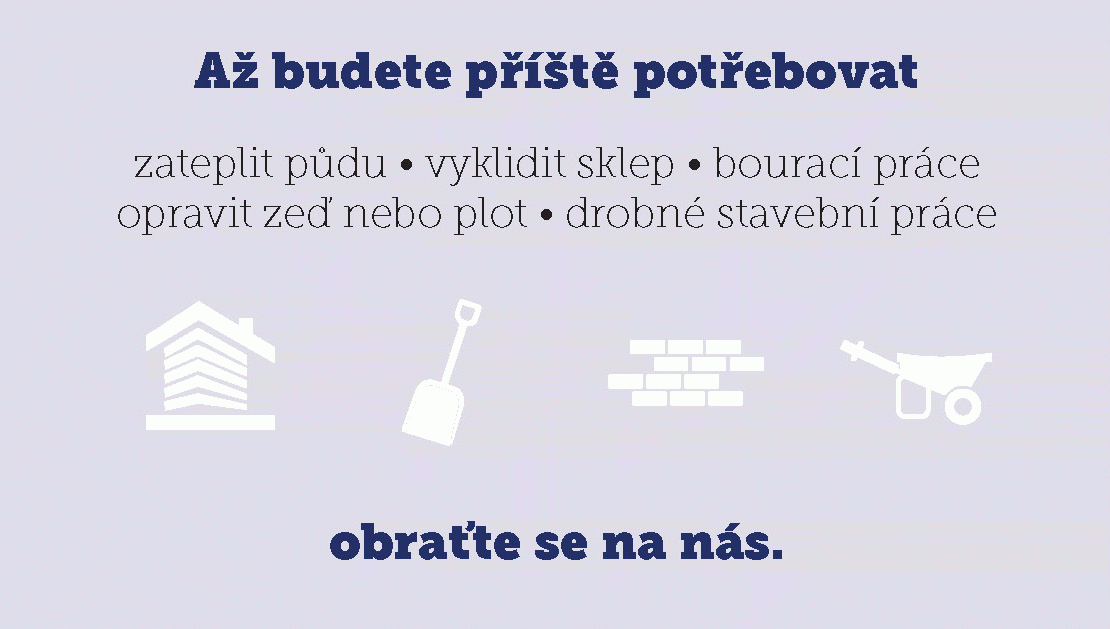 Až budete příště potřebovat
zateplit půdu • vyklidit sklep • bourací práce
opravit zeď nebo plot • drobné stavební práce
obraťte se na nás.